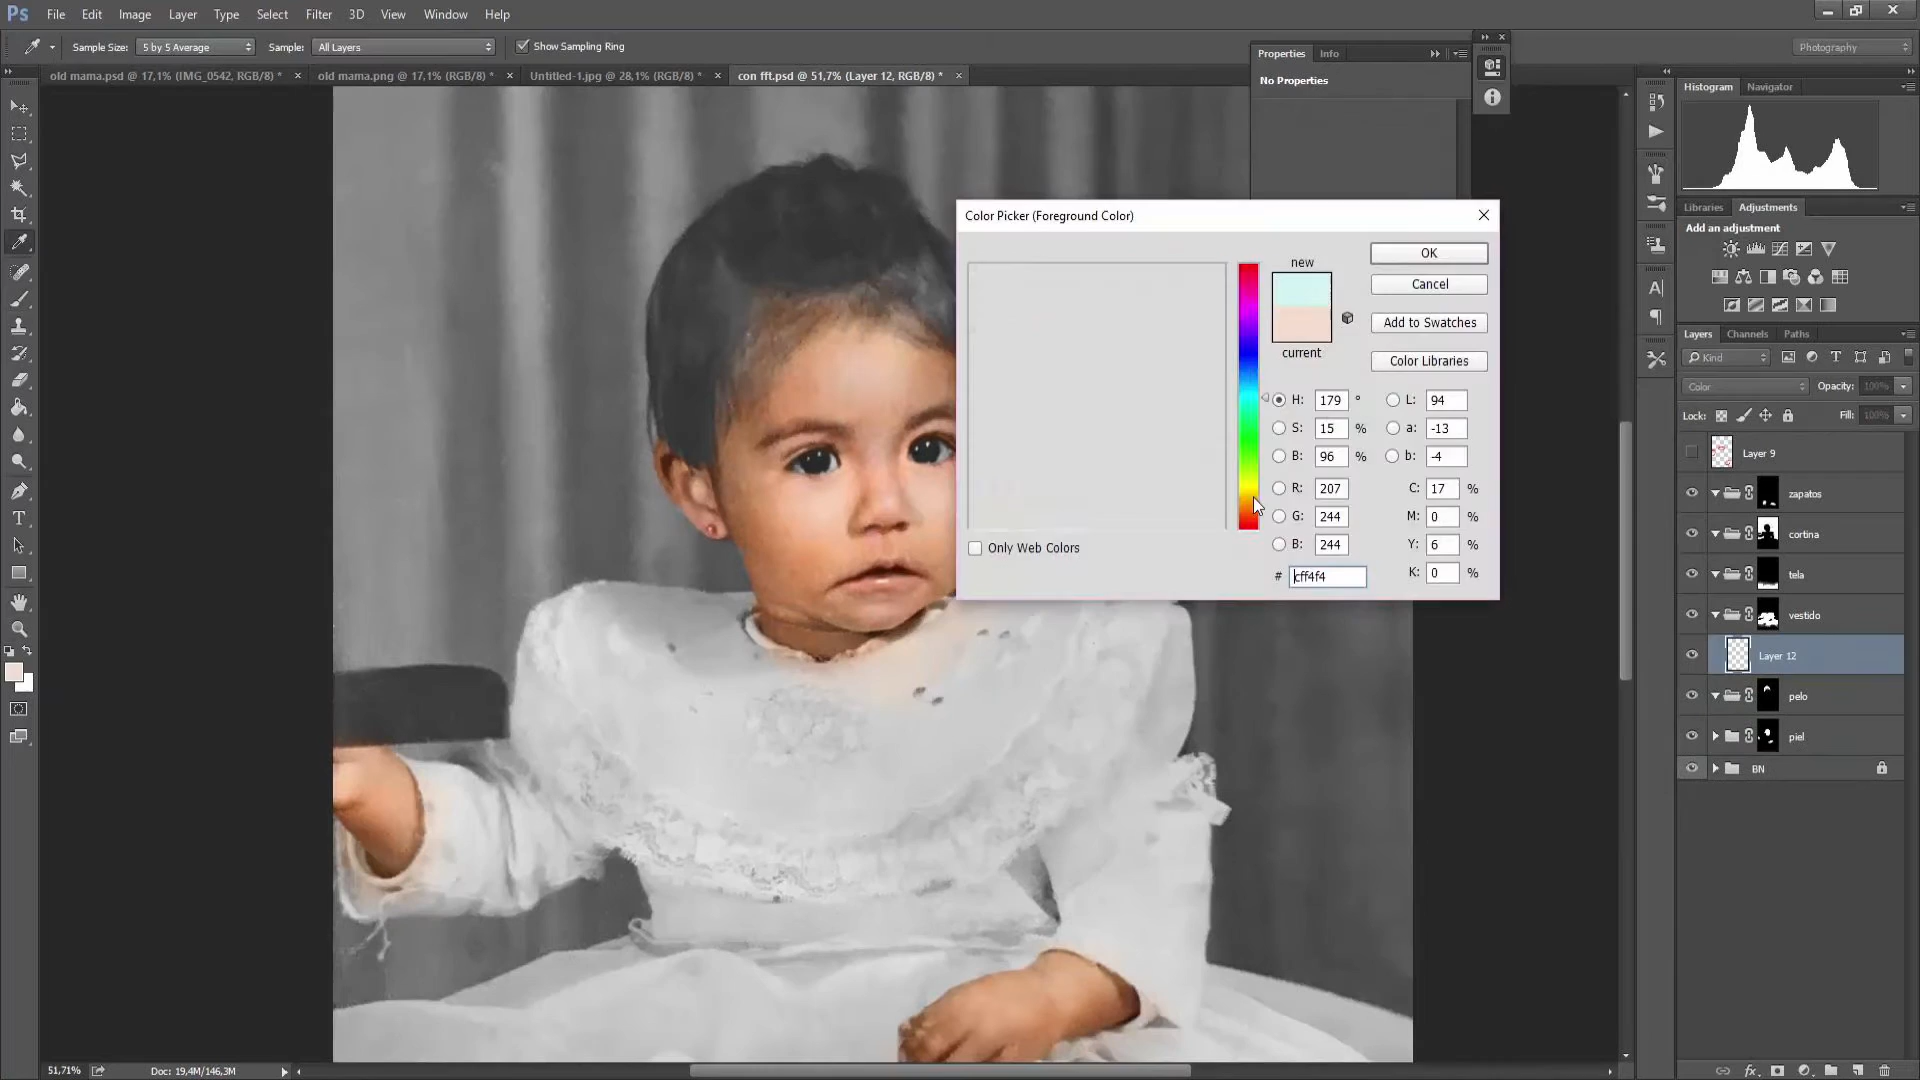 Ps File Edit Image Layer Type Select Filter 3D View Window Help
Sample Size: 5 by 5 Average Sample: All Layers Show Sampling Ring Photography
old mama.psd @ 17,1% (IMG_0542, RGB/8) * × old mama.png @ 17,1% (RGB/8) * × Untitled-1.jpg @ 28,1% (RGB/8) * × con fft.psd @ 51,7% (Layer 12, RGB/8) * ×
Properties Info
No Properties
Histogram Navigator
Libraries Adjustments
Add an adjustment
Color Picker (Foreground Color)
new
current
OK
Cancel
Add to Swatches
Color Libraries
H: 179 ° L: 94
S: 15 % a: -13
B: 96 % b: -4
R: 207 C: 17 %
G: 244 M: 0 %
B: 244 Y: 6 %
# cff4f4 K: 0 %
Only Web Colors
Layers Channels Paths
Kind
Color Opacity: 100%
Lock: Fill: 100%
Layer 9
zapatos
cortina
tela
vestido
Layer 12
pelo
piel
BN
51,71% Doc: 19,4M/146,3M